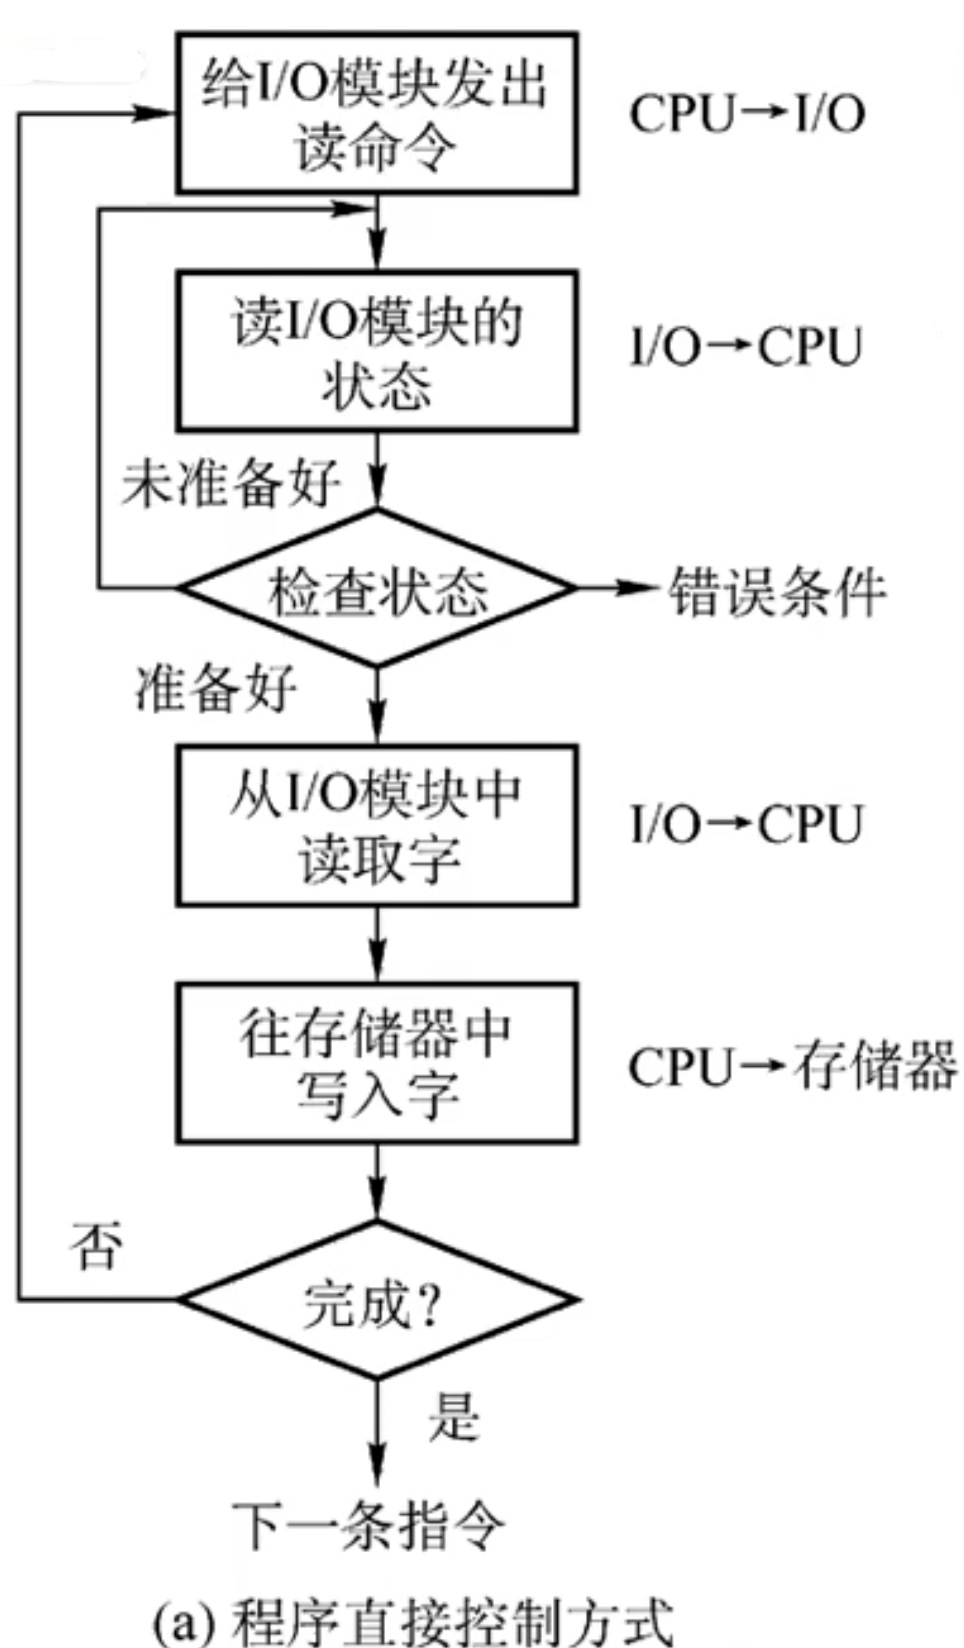 给I/O模块发出
读命令
CPU→I/O
读I/O模块的
状态
I/O→CPU
未准备好
检查状态
错误条件
准备好
从I/O模块中
读取字
I/O→CPU
往存储器中
写入字
CPU→存储器
否
完成?
是
下一条指令
(a) 程序直接控制方式